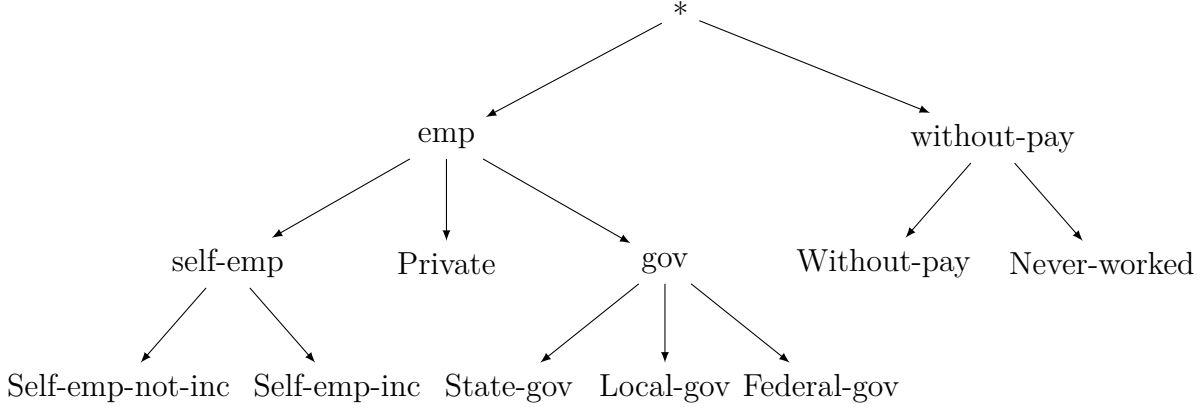 *
emp without-pay
self-emp Private gov Without-pay Never-worked
Self-emp-not-inc Self-emp-inc State-gov Local-gov Federal-gov